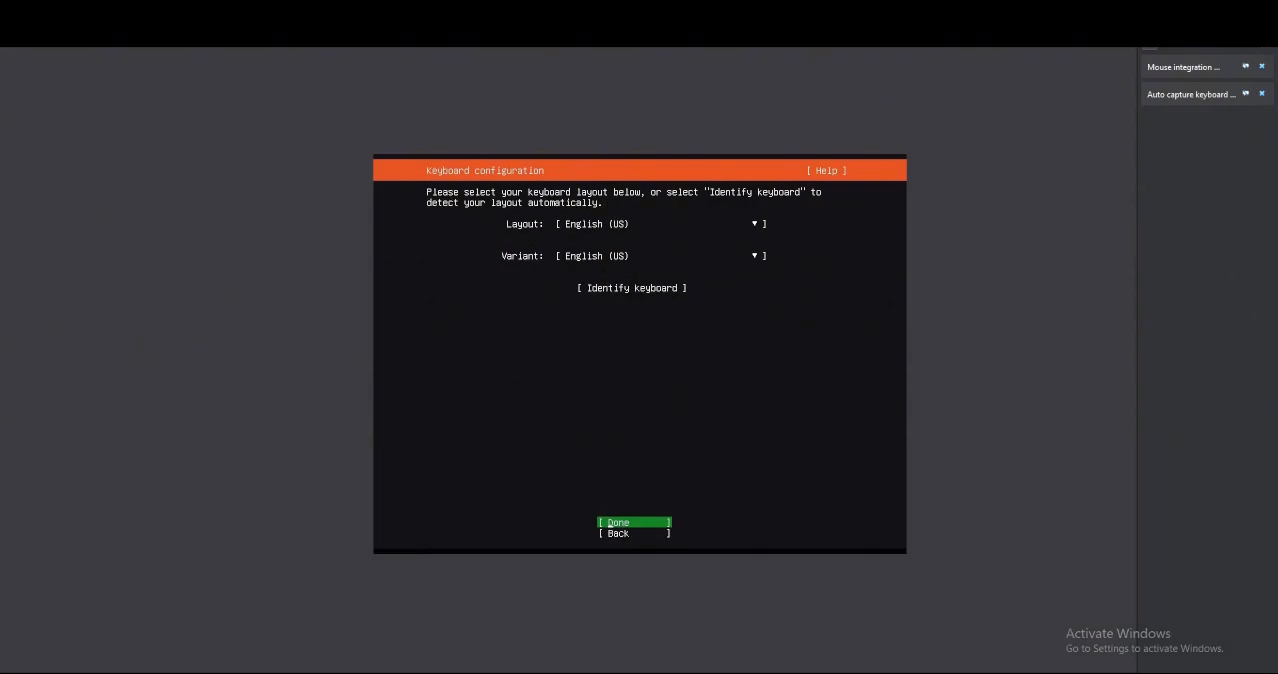 Mouse integration ...
Auto capture keyboard ...
Keyboard configuration [ Help ]
Please select your keyboard layout below, or select "Identify keyboard" to
detect your layout automatically.
Layout: [ English (US) ▾ ]
Variant: [ English (US) ▾ ]
[ Identify keyboard ]
[ Done ]
[ Back ]
Activate Windows
Go to Settings to activate Windows.